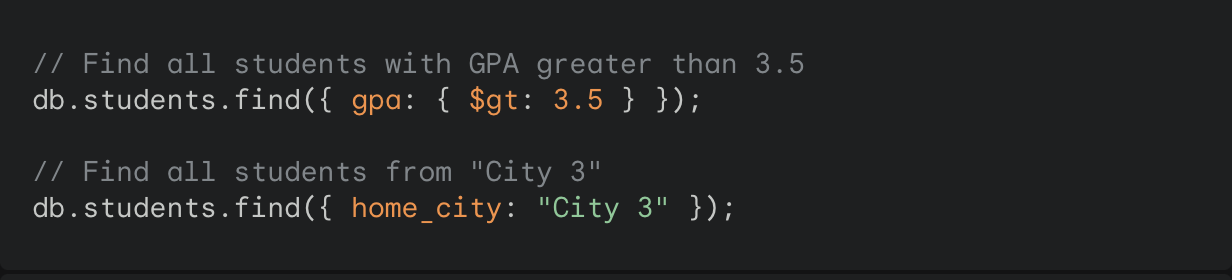 // Find all students with GPA greater than 3.5
db.students.find({ gpa: { $gt: 3.5 } });
// Find all students from "City 3"
db.students.find({ home_city: "City 3" });